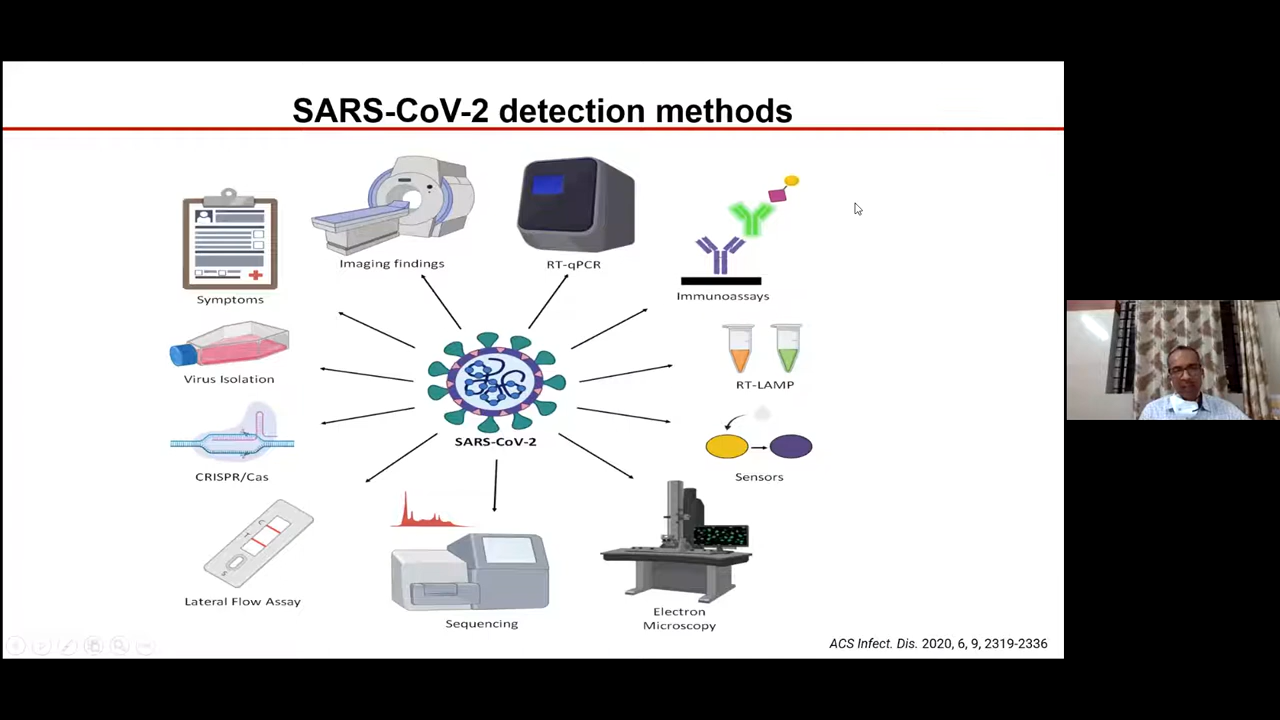 SARS-CoV-2 detection methods
Imaging findings
RT-qPCR
Symptoms
Immunoassays
Virus Isolation
RT-LAMP
SARS-CoV-2
CRISPR/Cas
Sensors
C
T
S
Lateral Flow Assay
Sequencing
Electron
Microscopy
ACS Infect. Dis. 2020, 6, 9, 2319-2336